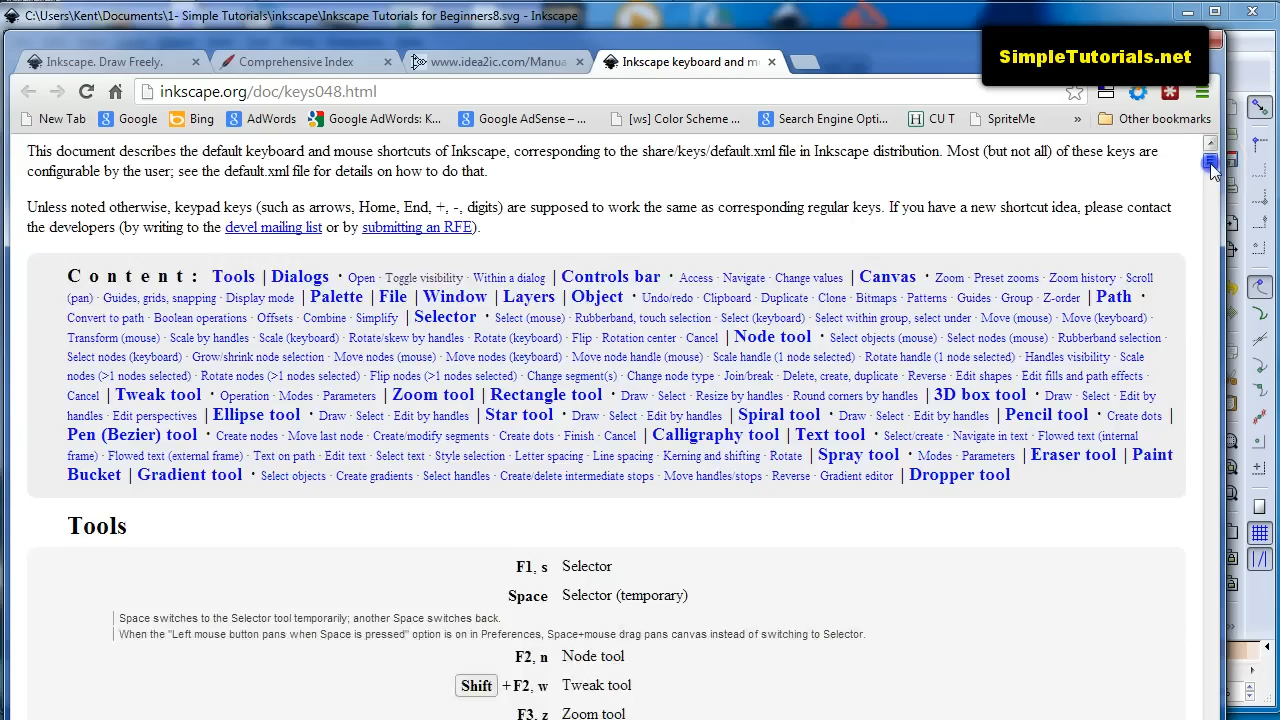 C:\Users\Kent\Documents\1- Simple Tutorials\inkscape\Inkscape Tutorials for Beginners8.svg - Inkscape
SimpleTutorials.net
Inkscape. Draw Freely.
Comprehensive Index
www.idea2ic.com/Manua
Inkscape keyboard and m
inkscape.org/doc/keys048.html
New Tab
Google
Bing
AdWords
Google AdWords: K...
Google AdSense – ...
[ws] Color Scheme ...
Search Engine Opti...
CU T
SpriteMe
»
Other bookmarks
This document describes the default keyboard and mouse shortcuts of Inkscape, corresponding to the share/keys/default.xml file in Inkscape distribution. Most (but not all) of these keys are
configurable by the user; see the default.xml file for details on how to do that.
Unless noted otherwise, keypad keys (such as arrows, Home, End, +, -, digits) are supposed to work the same as corresponding regular keys. If you have a new shortcut idea, please contact
the developers (by writing to the devel mailing list or by submitting an RFE).
Content: Tools | Dialogs · Open · Toggle visibility · Within a dialog | Controls bar · Access · Navigate · Change values | Canvas · Zoom · Preset zooms · Zoom history · Scroll
(pan) · Guides, grids, snapping · Display mode | Palette | File | Window | Layers | Object · Undo/redo · Clipboard · Duplicate · Clone · Bitmaps · Patterns · Guides · Group · Z-order | Path ·
Convert to path · Boolean operations · Offsets · Combine · Simplify | Selector · Select (mouse) · Rubberband, touch selection · Select (keyboard) · Select within group, select under · Move (mouse) · Move (keyboard) ·
Transform (mouse) · Scale by handles · Scale (keyboard) · Rotate/skew by handles · Rotate (keyboard) · Flip · Rotation center · Cancel | Node tool · Select objects (mouse) · Select nodes (mouse) · Rubberband selection ·
Select nodes (keyboard) · Grow/shrink node selection · Move nodes (mouse) · Move nodes (keyboard) · Move node handle (mouse) · Scale handle (1 node selected) · Rotate handle (1 node selected) · Handles visibility · Scale
nodes (>1 nodes selected) · Rotate nodes (>1 nodes selected) · Flip nodes (>1 nodes selected) · Change segment(s) · Change node type · Join/break · Delete, create, duplicate · Reverse · Edit shapes · Edit fills and path effects ·
Cancel | Tweak tool · Operation · Modes · Parameters | Zoom tool | Rectangle tool · Draw · Select · Resize by handles · Round corners by handles | 3D box tool · Draw · Select · Edit by
handles · Edit perspectives | Ellipse tool · Draw · Select · Edit by handles | Star tool · Draw · Select · Edit by handles | Spiral tool · Draw · Select · Edit by handles | Pencil tool · Create dots |
Pen (Bezier) tool · Create nodes · Move last node · Create/modify segments · Create dots · Finish · Cancel | Calligraphy tool | Text tool · Select/create · Navigate in text · Flowed text (internal
frame) · Flowed text (external frame) · Text on path · Edit text · Select text · Style selection · Letter spacing · Line spacing · Kerning and shifting · Rotate | Spray tool · Modes · Parameters | Eraser tool | Paint
Bucket | Gradient tool · Select objects · Create gradients · Select handles · Create/delete intermediate stops · Move handles/stops · Reverse · Gradient editor | Dropper tool
Tools
F1, s Selector
Space Selector (temporary)
Space switches to the Selector tool temporarily; another Space switches back.
When the "Left mouse button pans when Space is pressed" option is on in Preferences, Space+mouse drag pans canvas instead of switching to Selector.
F2, n Node tool
Shift +F2, w Tweak tool
F3, z Zoom tool